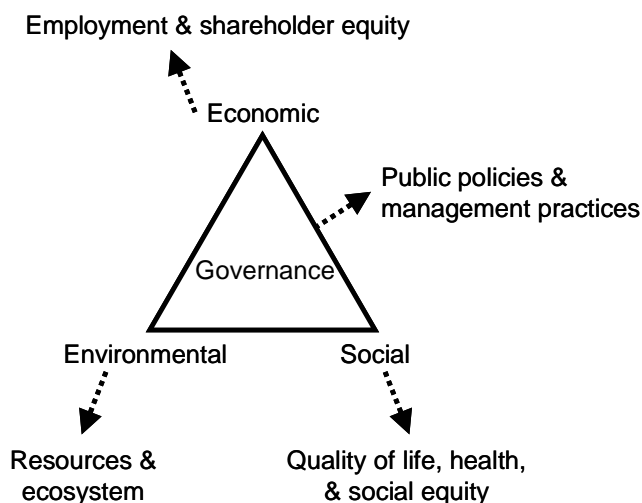 Employment & shareholder equity
Economic
Public policies &
management practices
Governance
Environmental
Social
Resources &
ecosystem
Quality of life, health,
& social equity